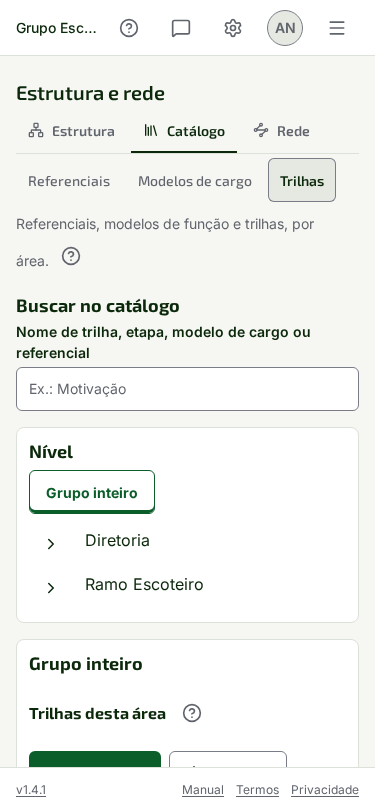 Grupo Esc...
AN
Estrutura e rede
Estrutura
Catálogo
Rede
Referenciais
Modelos de cargo
Trilhas
Referenciais, modelos de função e trilhas, por
área.
Buscar no catálogo
Nome de trilha, etapa, modelo de cargo ou
referencial
Ex.: Motivação
Nível
Grupo inteiro
Diretoria
Ramo Escoteiro
Grupo inteiro
Trilhas desta área
v1.4.1
Manual
Termos
Privacidade